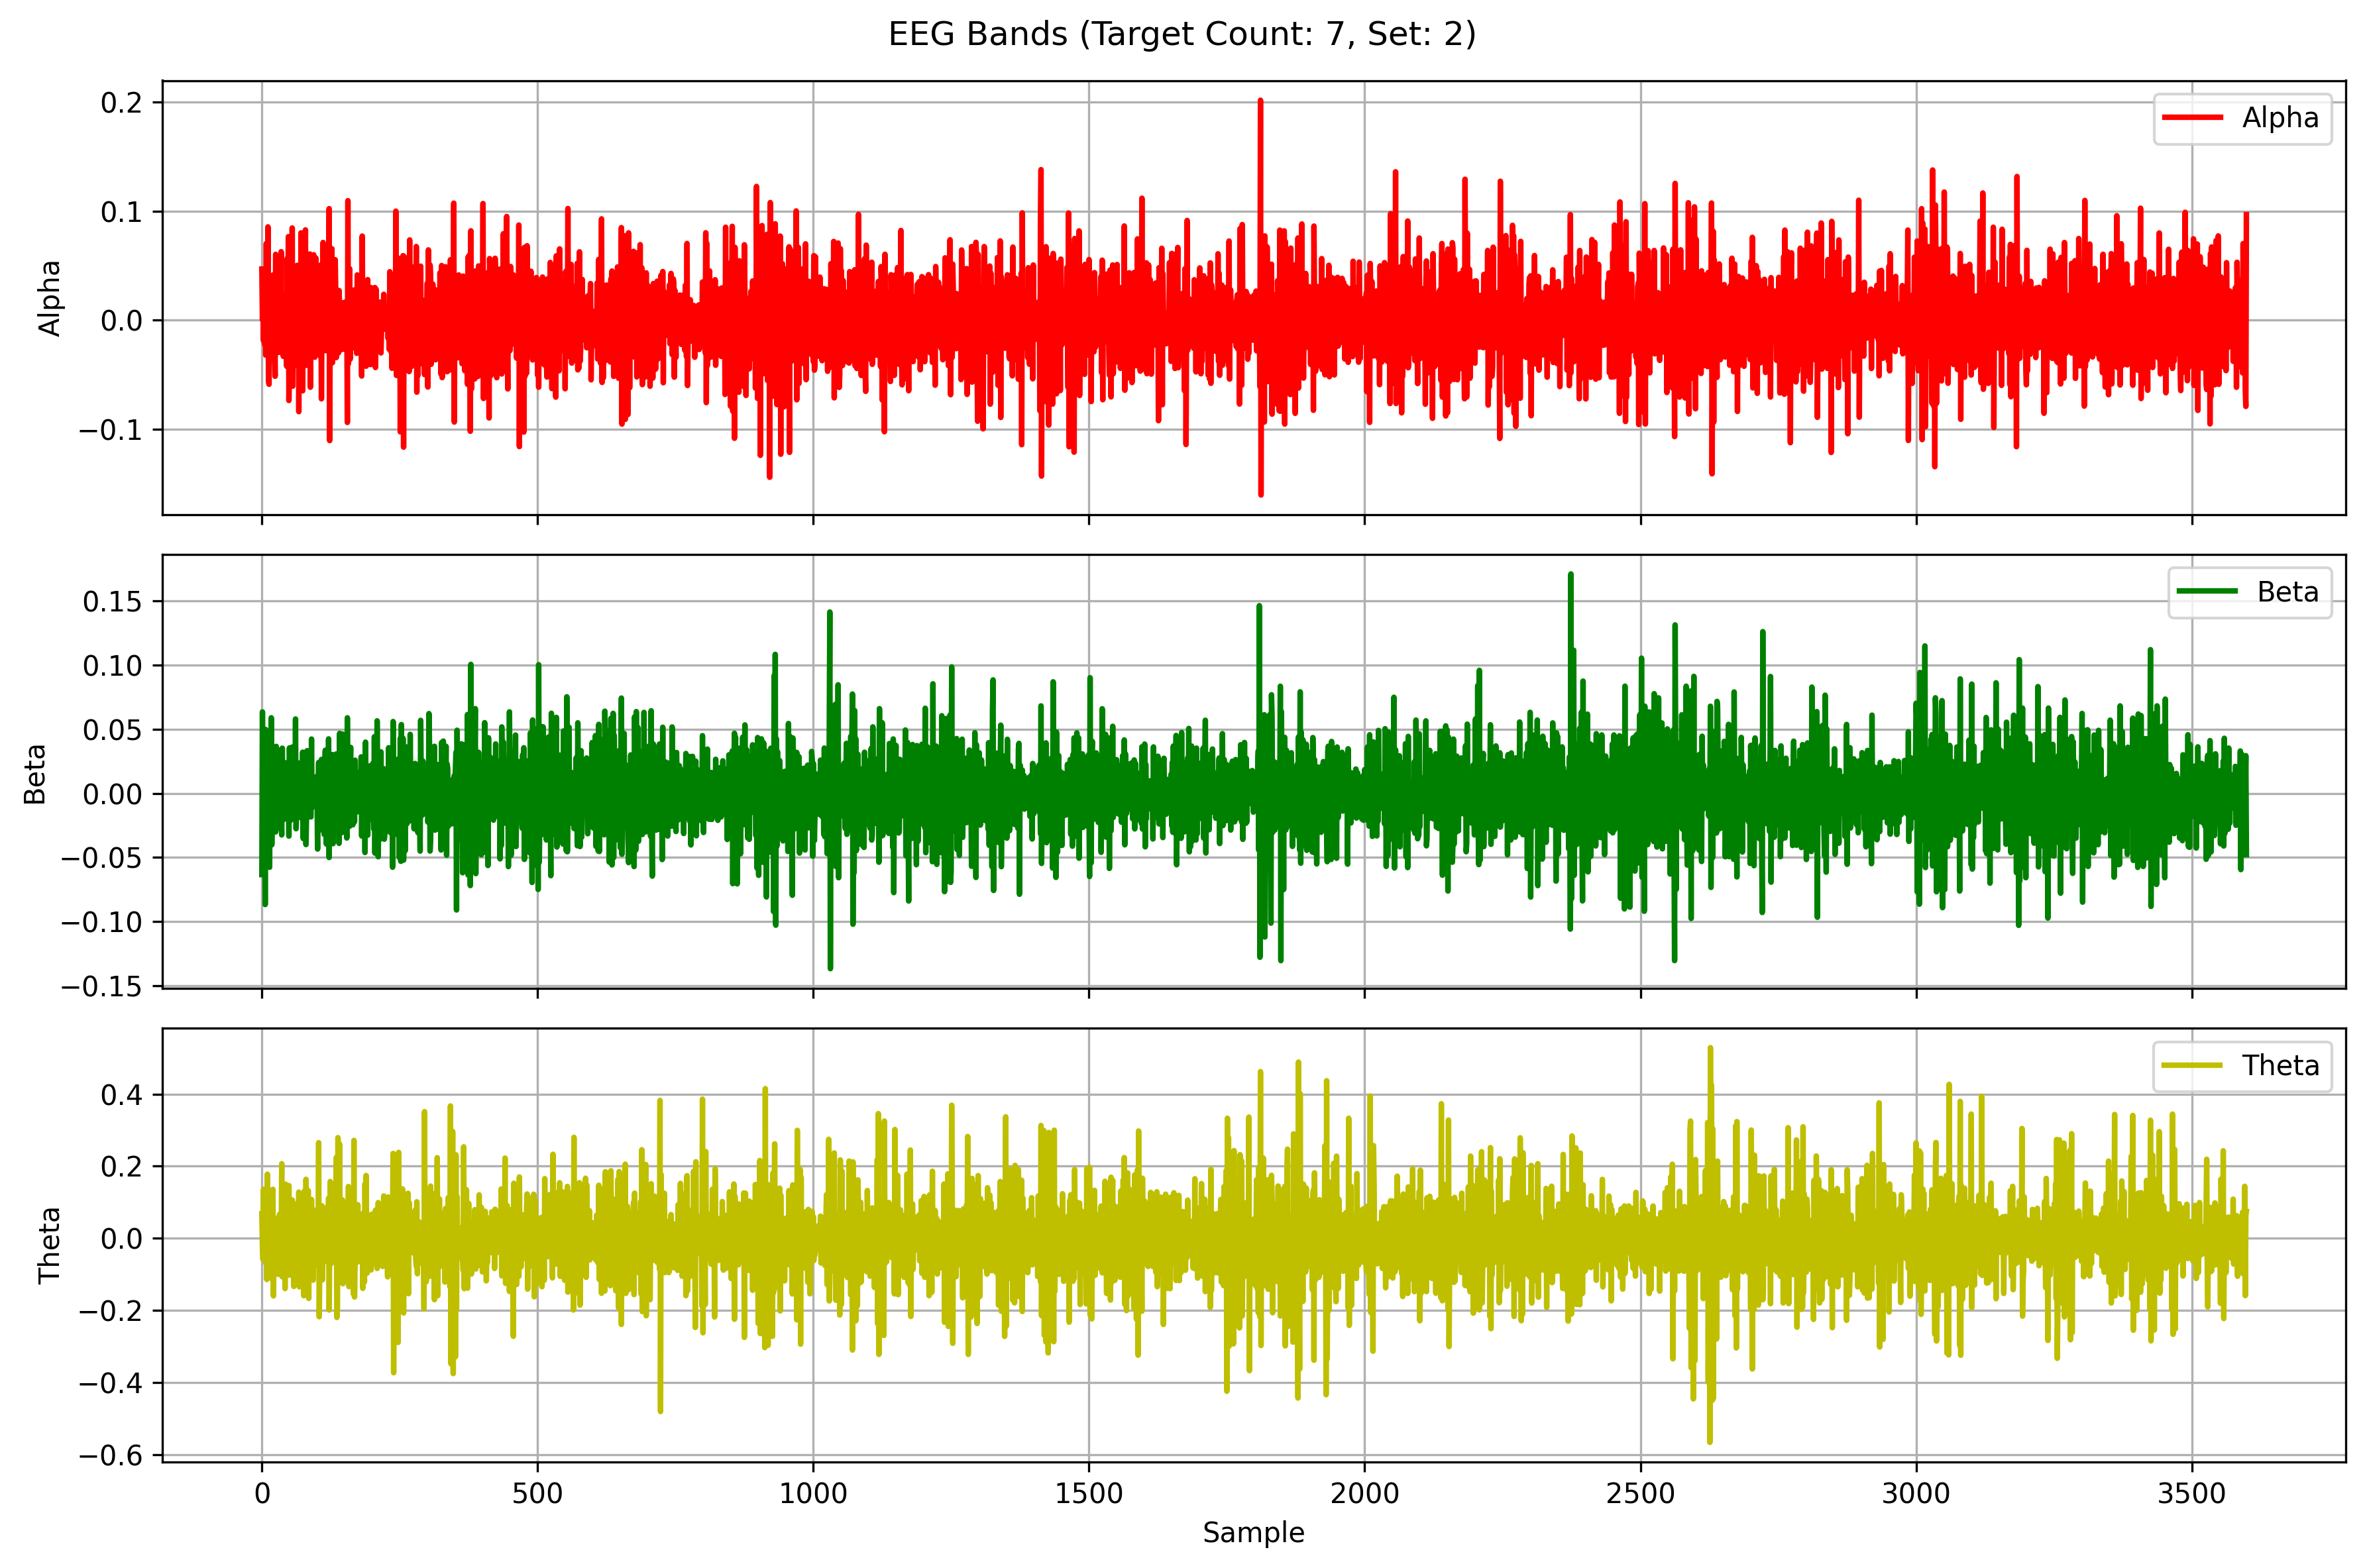 EEG Bands (Target Count: 7, Set: 2)
0.2
0.1
0.0
−0.1
Alpha
Alpha
0.15
0.10
0.05
0.00
−0.05
−0.10
−0.15
Beta
Beta
0.4
0.2
0.0
−0.2
−0.4
−0.6
Theta
Theta
0 500 1000 1500 2000 2500 3000 3500
Sample